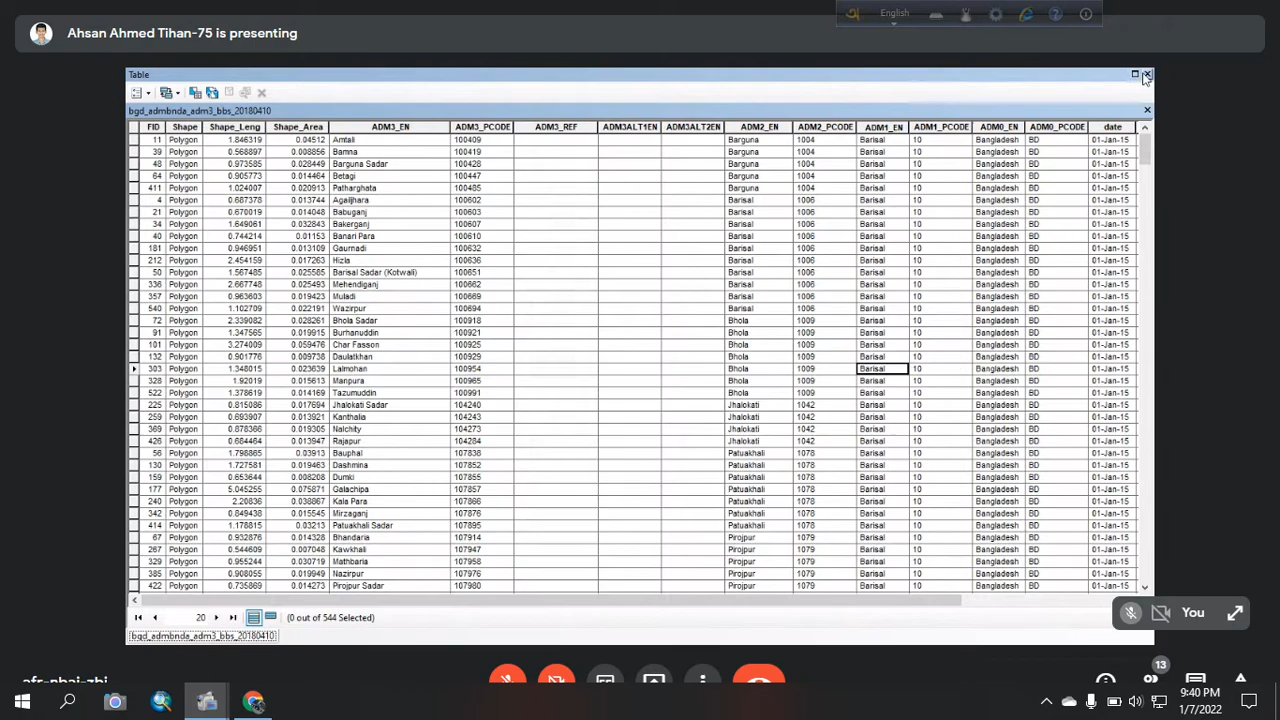 English
Ahsan Ahmed Tihan-75 is presenting
Table
bgd_admbnda_adm3_bbs_20180410
FID Shape Shape_Leng Shape_Area ADM3_EN ADM3_PCODE ADM3_REF ADM3ALT1EN ADM3ALT2EN ADM2_EN ADM2_PCODE ADM1_EN ADM1_PCODE ADM0_EN ADM0_PCODE date
11 Polygon 1.846319 0.04512 Amtali 100409 Barguna 1004 Barisal 10 Bangladesh BD 01-Jan-15
39 Polygon 0.568897 0.008856 Bamna 100419 Barguna 1004 Barisal 10 Bangladesh BD 01-Jan-15
48 Polygon 0.973585 0.028449 Barguna Sadar 100428 Barguna 1004 Barisal 10 Bangladesh BD 01-Jan-15
64 Polygon 0.905773 0.014464 Betagi 100447 Barguna 1004 Barisal 10 Bangladesh BD 01-Jan-15
411 Polygon 1.024007 0.020913 Patharghata 100485 Barguna 1004 Barisal 10 Bangladesh BD 01-Jan-15
4 Polygon 0.687378 0.013744 Agailjhara 100602 Barisal 1006 Barisal 10 Bangladesh BD 01-Jan-15
21 Polygon 0.670019 0.014048 Babuganj 100603 Barisal 1006 Barisal 10 Bangladesh BD 01-Jan-15
34 Polygon 1.649061 0.032843 Bakerganj 100607 Barisal 1006 Barisal 10 Bangladesh BD 01-Jan-15
40 Polygon 0.744214 0.01153 Banari Para 100610 Barisal 1006 Barisal 10 Bangladesh BD 01-Jan-15
181 Polygon 0.946951 0.013109 Gaurnadi 100632 Barisal 1006 Barisal 10 Bangladesh BD 01-Jan-15
212 Polygon 2.454159 0.017263 Hizla 100636 Barisal 1006 Barisal 10 Bangladesh BD 01-Jan-15
50 Polygon 1.567485 0.025585 Barisal Sadar (Kotwali) 100651 Barisal 1006 Barisal 10 Bangladesh BD 01-Jan-15
336 Polygon 2.667748 0.025493 Mehendiganj 100662 Barisal 1006 Barisal 10 Bangladesh BD 01-Jan-15
357 Polygon 0.963603 0.019423 Muladi 100669 Barisal 1006 Barisal 10 Bangladesh BD 01-Jan-15
540 Polygon 1.102709 0.022191 Wazirpur 100694 Barisal 1006 Barisal 10 Bangladesh BD 01-Jan-15
72 Polygon 2.339082 0.028261 Bhola Sadar 100918 Bhola 1009 Barisal 10 Bangladesh BD 01-Jan-15
91 Polygon 1.347565 0.019915 Burhanuddin 100921 Bhola 1009 Barisal 10 Bangladesh BD 01-Jan-15
101 Polygon 3.274009 0.059476 Char Fasson 100925 Bhola 1009 Barisal 10 Bangladesh BD 01-Jan-15
132 Polygon 0.901776 0.009738 Daulatkhan 100929 Bhola 1009 Barisal 10 Bangladesh BD 01-Jan-15
303 Polygon 1.348015 0.023639 Lalmohan 100954 Bhola 1009 Barisal 10 Bangladesh BD 01-Jan-15
328 Polygon 1.92019 0.015613 Manpura 100965 Bhola 1009 Barisal 10 Bangladesh BD 01-Jan-15
522 Polygon 1.378619 0.014169 Tazumuddin 100991 Bhola 1009 Barisal 10 Bangladesh BD 01-Jan-15
225 Polygon 0.815086 0.017694 Jhalokati Sadar 104240 Jhalokati 1042 Barisal 10 Bangladesh BD 01-Jan-15
259 Polygon 0.693907 0.013921 Kanthalia 104243 Jhalokati 1042 Barisal 10 Bangladesh BD 01-Jan-15
369 Polygon 0.878366 0.019305 Nalchity 104273 Jhalokati 1042 Barisal 10 Bangladesh BD 01-Jan-15
426 Polygon 0.684464 0.013947 Rajapur 104284 Jhalokati 1042 Barisal 10 Bangladesh BD 01-Jan-15
56 Polygon 1.798865 0.03913 Bauphal 107838 Patuakhali 1078 Barisal 10 Bangladesh BD 01-Jan-15
130 Polygon 1.727581 0.019463 Dashmina 107852 Patuakhali 1078 Barisal 10 Bangladesh BD 01-Jan-15
159 Polygon 0.653644 0.008208 Dumki 107855 Patuakhali 1078 Barisal 10 Bangladesh BD 01-Jan-15
177 Polygon 5.045255 0.075871 Galachipa 107857 Patuakhali 1078 Barisal 10 Bangladesh BD 01-Jan-15
240 Polygon 2.20836 0.038867 Kala Para 107866 Patuakhali 1078 Barisal 10 Bangladesh BD 01-Jan-15
342 Polygon 0.849438 0.015545 Mirzaganj 107876 Patuakhali 1078 Barisal 10 Bangladesh BD 01-Jan-15
414 Polygon 1.178815 0.03213 Patuakhali Sadar 107895 Patuakhali 1078 Barisal 10 Bangladesh BD 01-Jan-15
67 Polygon 0.932876 0.014328 Bhandaria 107914 Pirojpur 1079 Barisal 10 Bangladesh BD 01-Jan-15
267 Polygon 0.544609 0.007048 Kawkhali 107947 Pirojpur 1079 Barisal 10 Bangladesh BD 01-Jan-15
329 Polygon 0.955244 0.030719 Mathbaria 107958 Pirojpur 1079 Barisal 10 Bangladesh BD 01-Jan-15
385 Polygon 0.908055 0.019949 Nazirpur 107976 Pirojpur 1079 Barisal 10 Bangladesh BD 01-Jan-15
422 Polygon 0.735869 0.014273 Pirojpur Sadar 107980 Pirojpur 1079 Barisal 10 Bangladesh BD 01-Jan-15
20 (0 out of 544 Selected)
You
bgd_admbnda_adm3_bbs_20180410
13
9:40 PM
1/7/2022